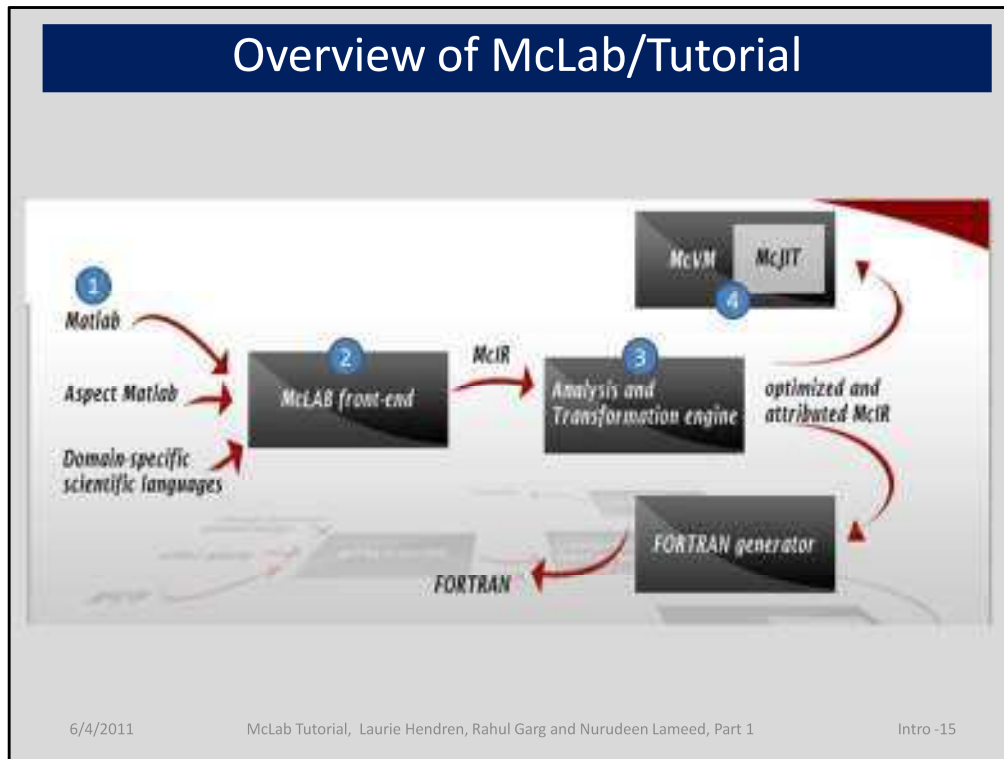 Overview of McLab/Tutorial
1
Matlab
Aspect Matlab
Domain-specific
scientific languages
2
McLAB front-end
McIR
3
Analysis and
Transformation engine
McVM
McJIT
4
optimized and
attributed McIR
FORTRAN generator
FORTRAN
6/4/2011
McLab Tutorial, Laurie Hendren, Rahul Garg and Nurudeen Lameed, Part 1
Intro -15